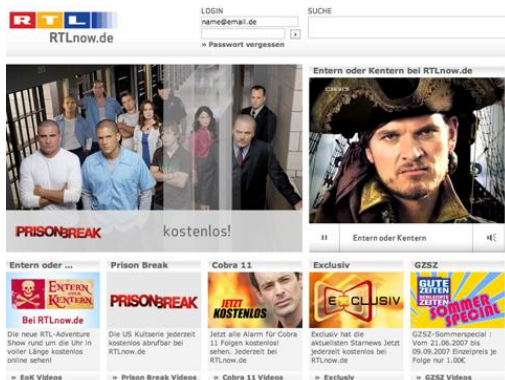 LOGIN
SUCHE
RTL
RTLnow.de
name@email.de
» Passwort vergessen
Entern oder Kentern bei RTLnow.de
PRISON BREAK
kostenlos!
Entern oder Kentern
Entern oder ...
Prison Break
Cobra 11
Exclusiv
GZSZ
ENTERN
ODER
KENTERN
Bei RTLnow.de
PRISON BREAK
JETZT
KOSTENLOS
EXCLUSIV
GUTE
ZEITEN
SCHLECHTE
ZEITEN
SOMMER
SPECIAL
Die neue RTL-Adventure
Show rund um die Uhr in
voller Länge kostenlos
online sehen!
Die US Kultserie jederzeit
kostenlos abrufbar bei
RTLnow.de
Jetzt alle Alarm für Cobra
11 Folgen kostenlos!
sehen. Jederzeit bei
RTLnow.de
Exclusiv hat die
aktuellsten Starnews Jetzt
jederzeit kostenlos bei
RTLnow.de
GZSZ-Sommerspecial :
Vom 21.06.2007 bis
09.09.2007 Einzelpreis je
Folge nur 1.00€
» EoK Videos
» Prison Break Videos
» Cobra 11 Videos
» Exclusiv
» GZSZ Videos